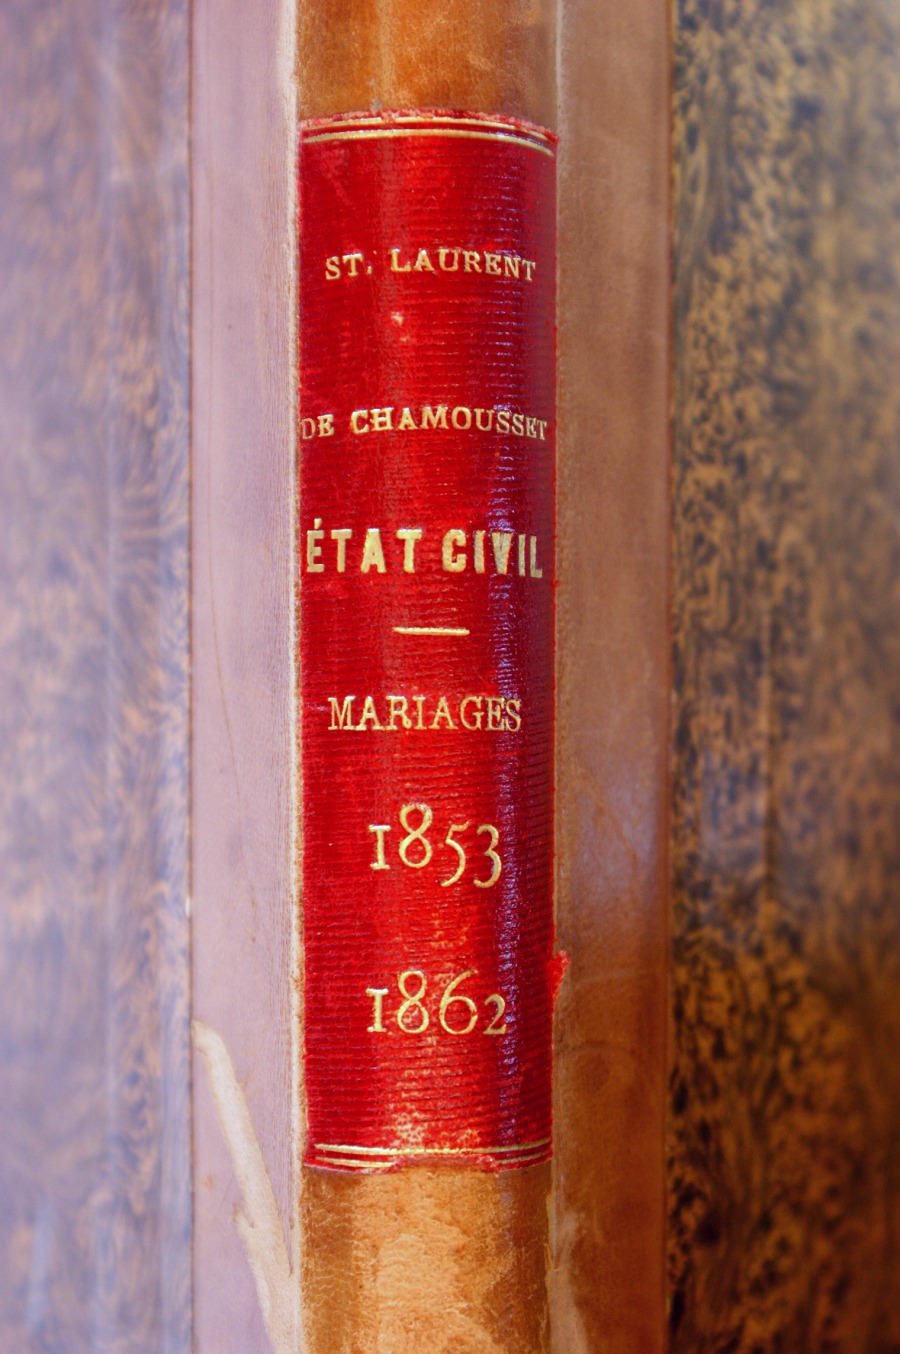 ST. LAURENT
DE CHAMOUSSET
ÉTAT CIVIL
MARIAGES
1853
1862